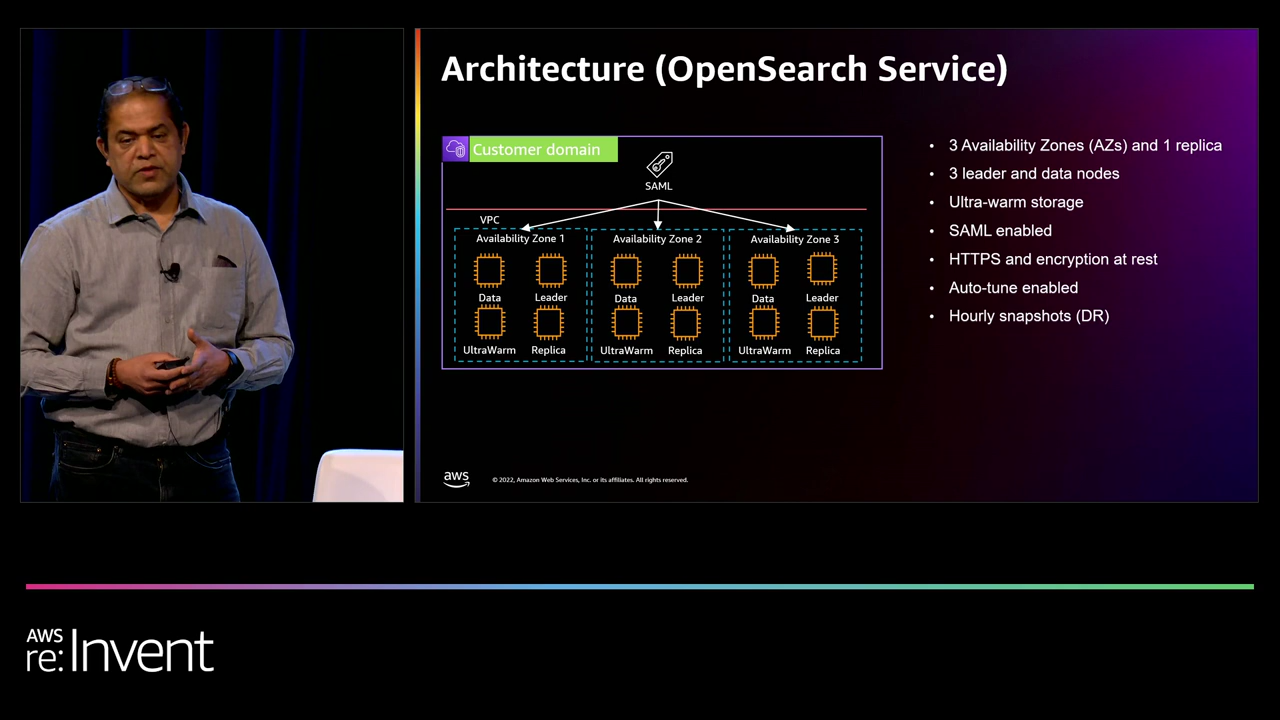 Architecture (OpenSearch Service)
Customer domain
SAML
VPC
Availability Zone 1
Data
Leader
UltraWarm
Replica
Availability Zone 2
Data
Leader
UltraWarm
Replica
Availability Zone 3
Data
Leader
UltraWarm
Replica
• 3 Availability Zones (AZs) and 1 replica
• 3 leader and data nodes
• Ultra-warm storage
• SAML enabled
• HTTPS and encryption at rest
• Auto-tune enabled
• Hourly snapshots (DR)
aws
© 2022, Amazon Web Services, Inc. or its affiliates. All rights reserved.
AWS
re:Invent